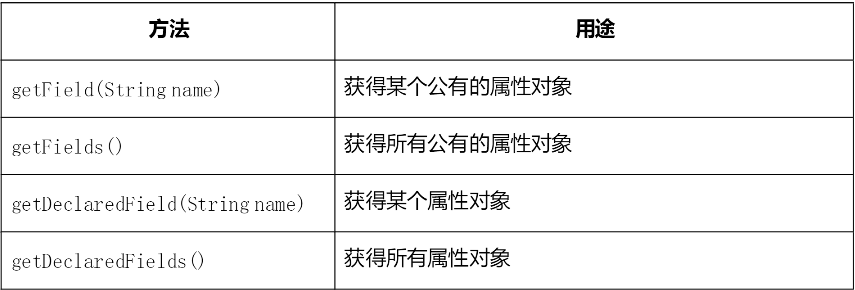 方法 用途
getField(String name) 获得某个公有的属性对象
getFields() 获得所有公有的属性对象
getDeclaredField(String name) 获得某个属性对象
getDeclaredFields() 获得所有属性对象